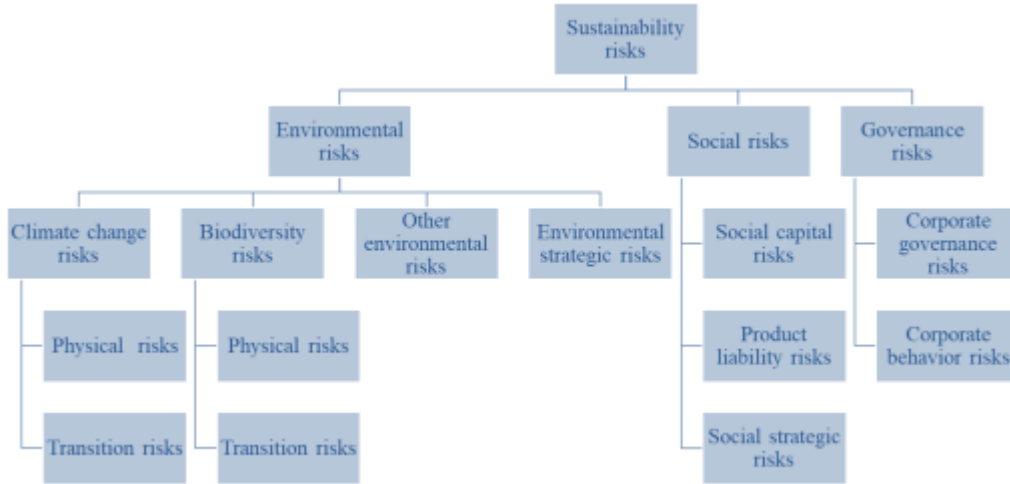 Sustainability
risks
Environmental
risks
Social risks
Governance
risks
Climate change
risks
Biodiversity
risks
Other
environmental
risks
Environmental
strategic risks
Social capital
risks
Corporate
governance
risks
Physical risks
Physical risks
Product
liability risks
Corporate
behavior risks
Transition risks
Transition risks
Social strategic
risks